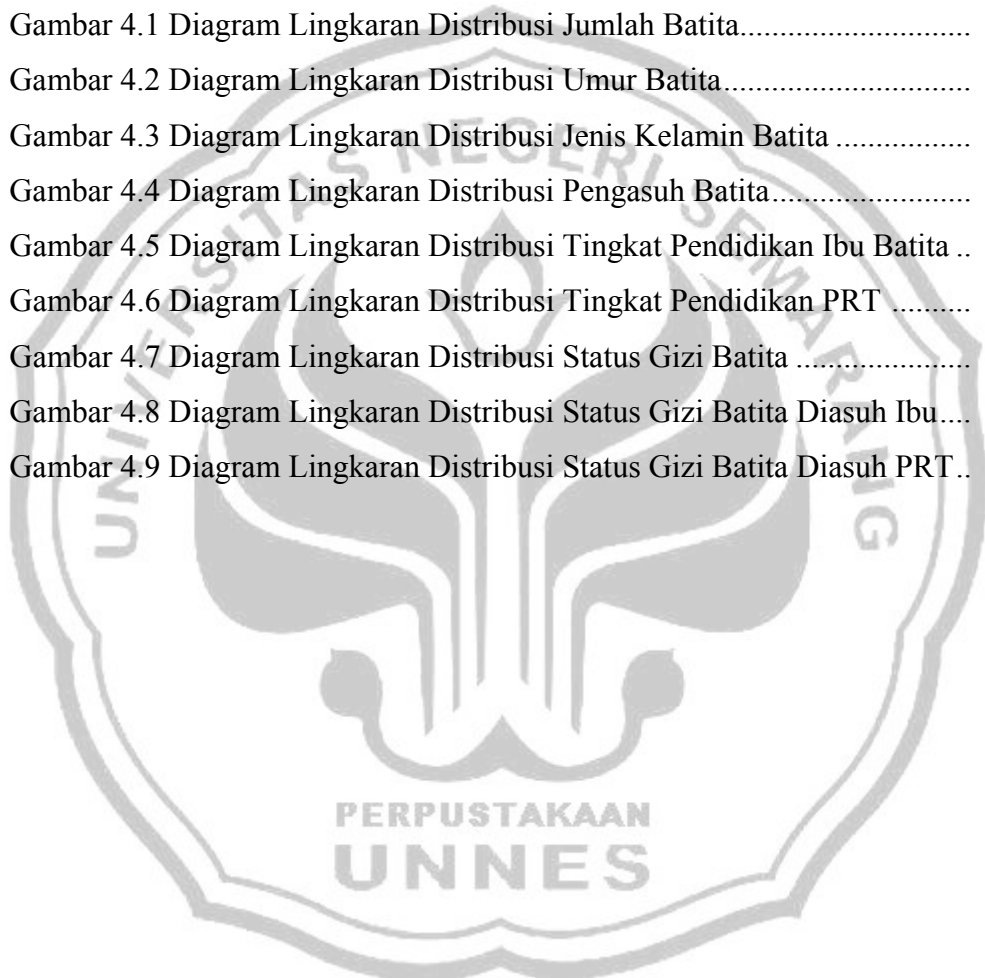 Gambar 4.1 Diagram Lingkaran Distribusi Jumlah Batita.............................
Gambar 4.2 Diagram Lingkaran Distribusi Umur Batita...............................
Gambar 4.3 Diagram Lingkaran Distribusi Jenis Kelamin Batita .................
Gambar 4.4 Diagram Lingkaran Distribusi Pengasuh Batita.........................
Gambar 4.5 Diagram Lingkaran Distribusi Tingkat Pendidikan Ibu Batita ..
Gambar 4.6 Diagram Lingkaran Distribusi Tingkat Pendidikan PRT ..........
Gambar 4.7 Diagram Lingkaran Distribusi Status Gizi Batita ......................
Gambar 4.8 Diagram Lingkaran Distribusi Status Gizi Batita Diasuh Ibu....
Gambar 4.9 Diagram Lingkaran Distribusi Status Gizi Batita Diasuh PRT..
UNIVERSITAS NEGERI SEMARANG
PERPUSTAKAAN
UNNES